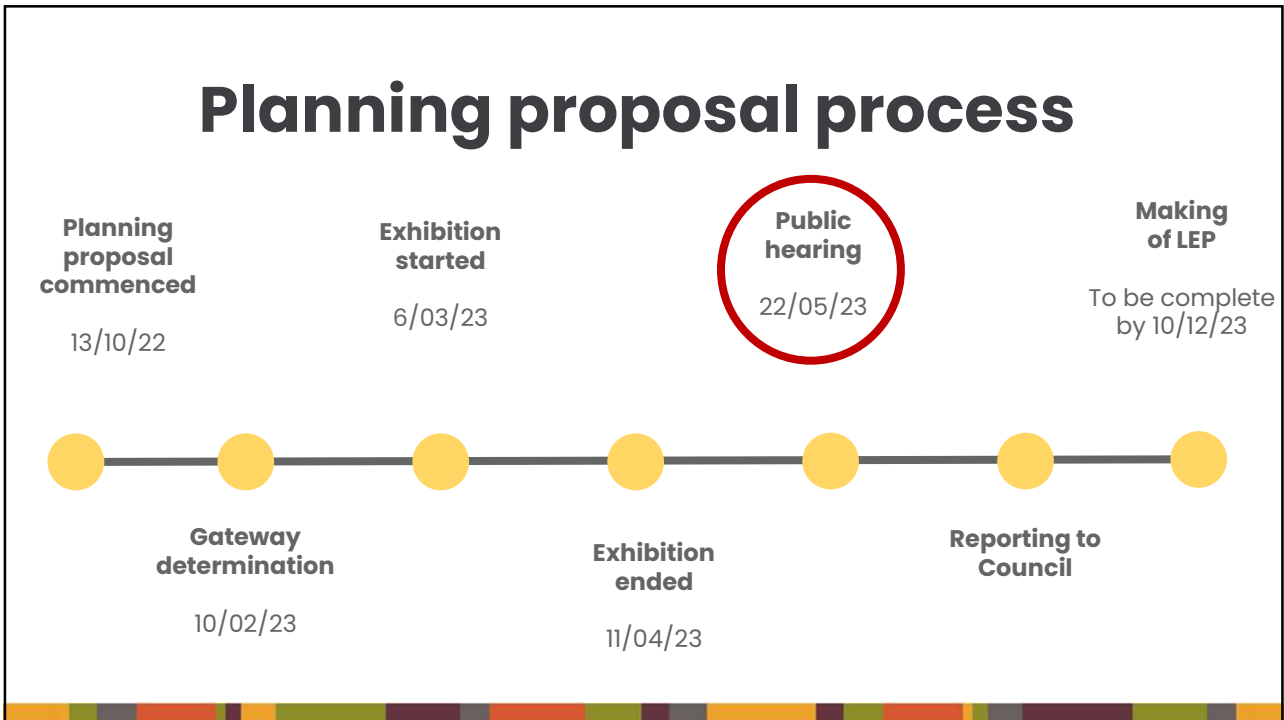 Planning proposal process
Planning
proposal
commenced
13/10/22
Gateway
determination
10/02/23
Exhibition
started
6/03/23
Exhibition
ended
11/04/23
Public
hearing
22/05/23
Reporting to
Council
Making
of LEP
To be complete
by 10/12/23